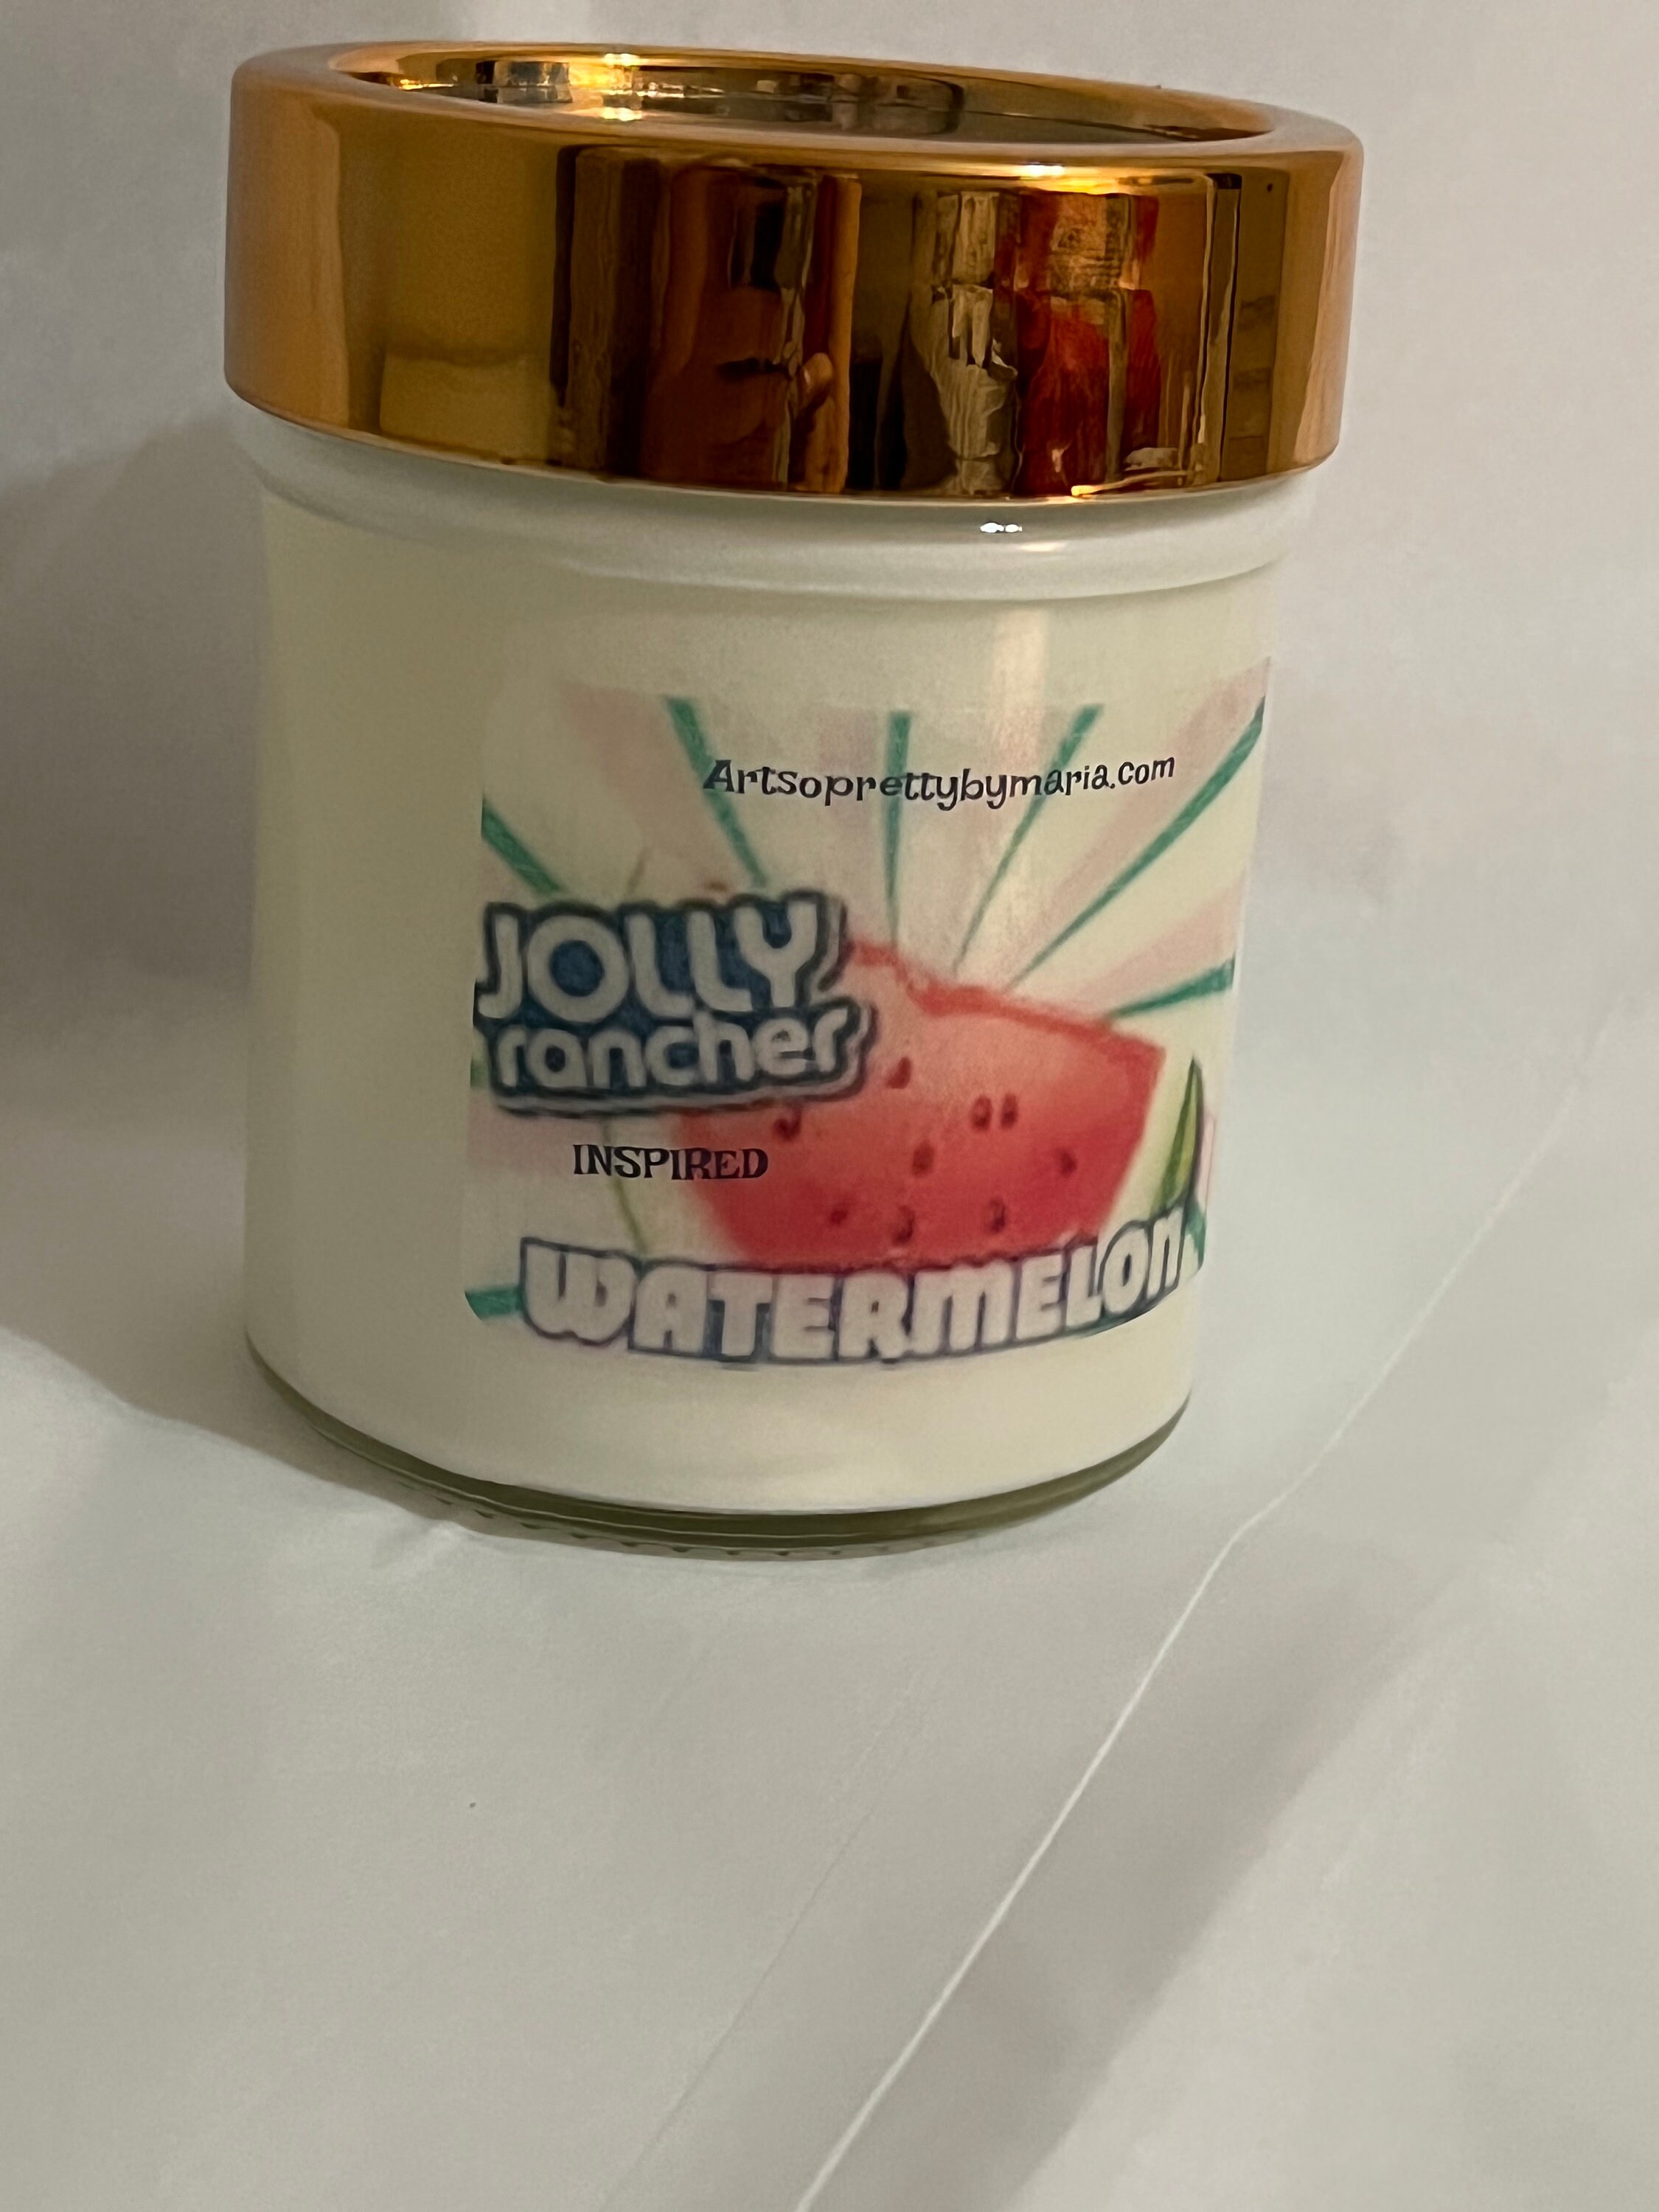 Artsoprettybymaria.com
JOLLY
rancher
INSPIRED
WATERMELON